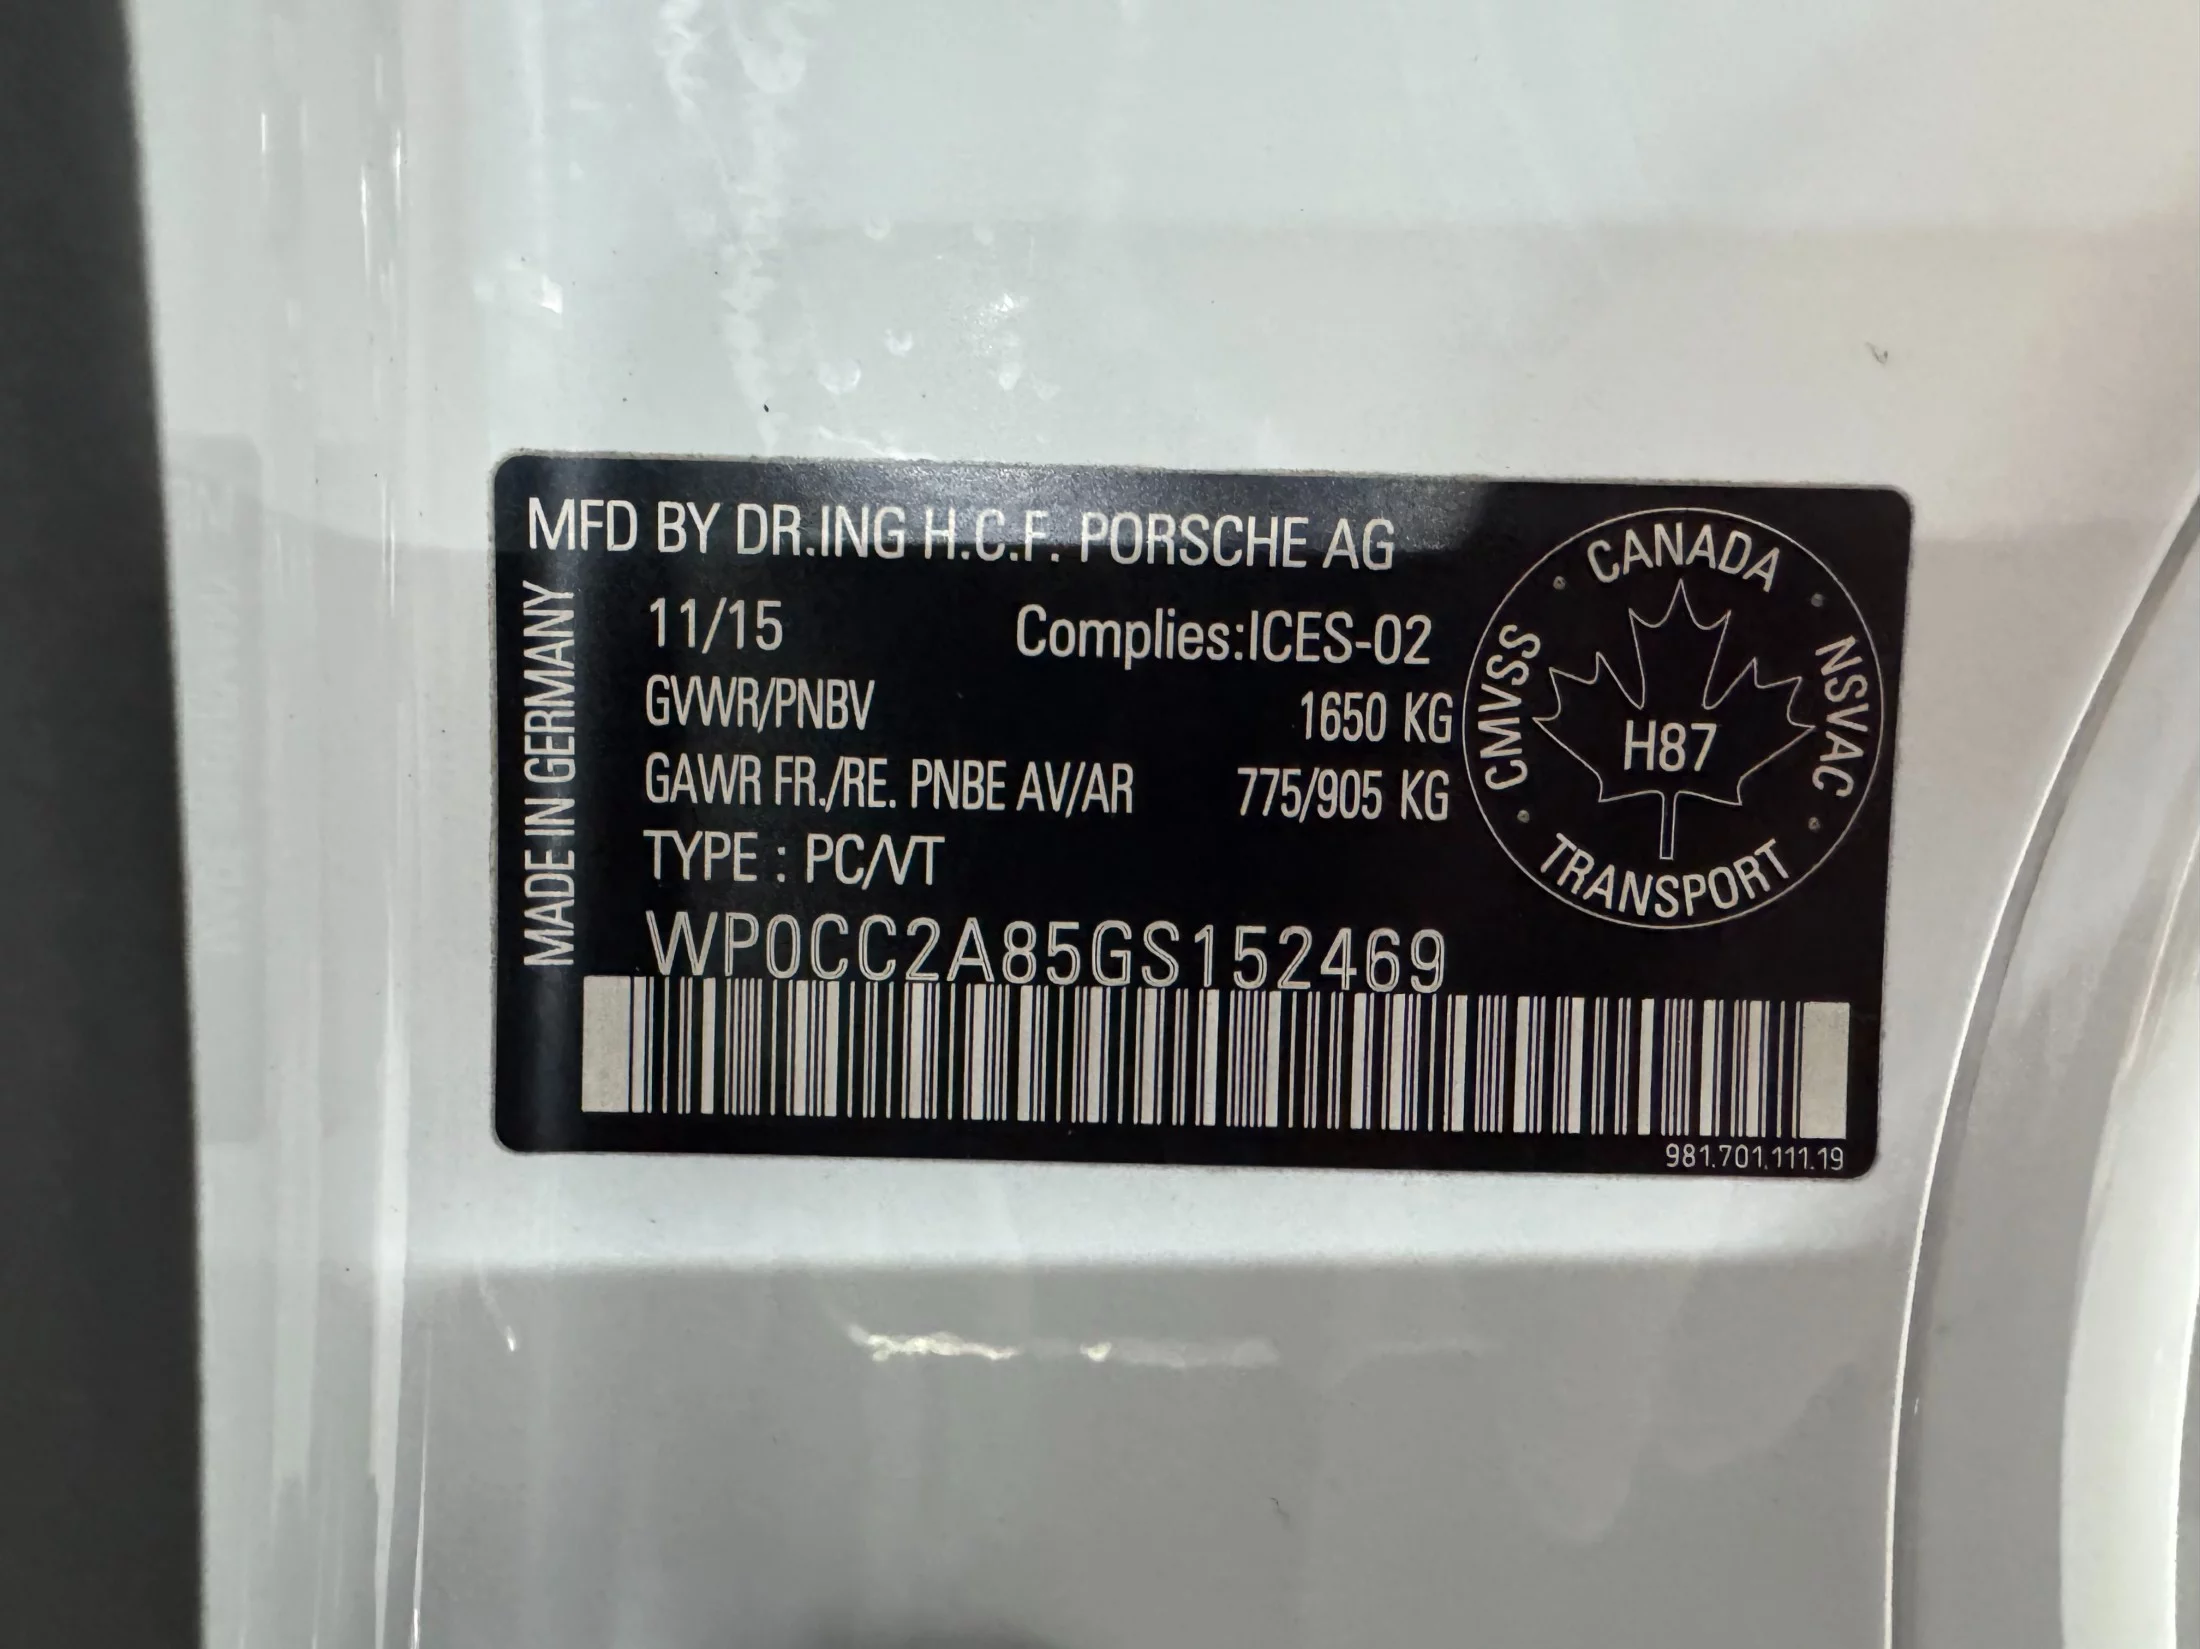 MFD BY DR.ING H.C.F. PORSCHE AG
MADE IN GERMANY
11/15 Complies:ICES-02
GVWR/PNBV 1650 KG
GAWR FR./RE. PNBE AV/AR 775/905 KG
TYPE : PC/VT
WP0CC2A85GS152469
CANADA
CMVSS
NSVAC
H87
TRANSPORT
981.701.111.19